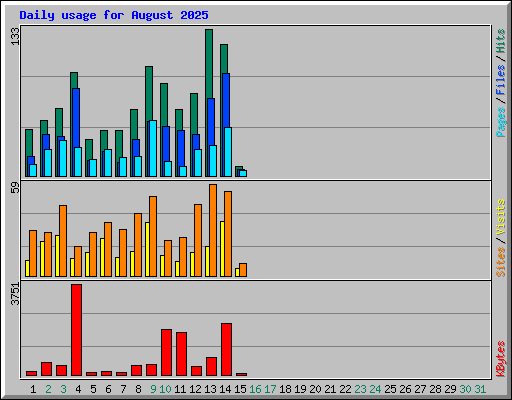 Daily usage for August 2025
133
Pages / Files / Hits
59
Sites / Visits
3751
KBytes
1 2 3 4 5 6 7 8 9 10 11 12 13 14 15 16 17 18 19 20 21 22 23 24 25 26 27 28 29 30 31